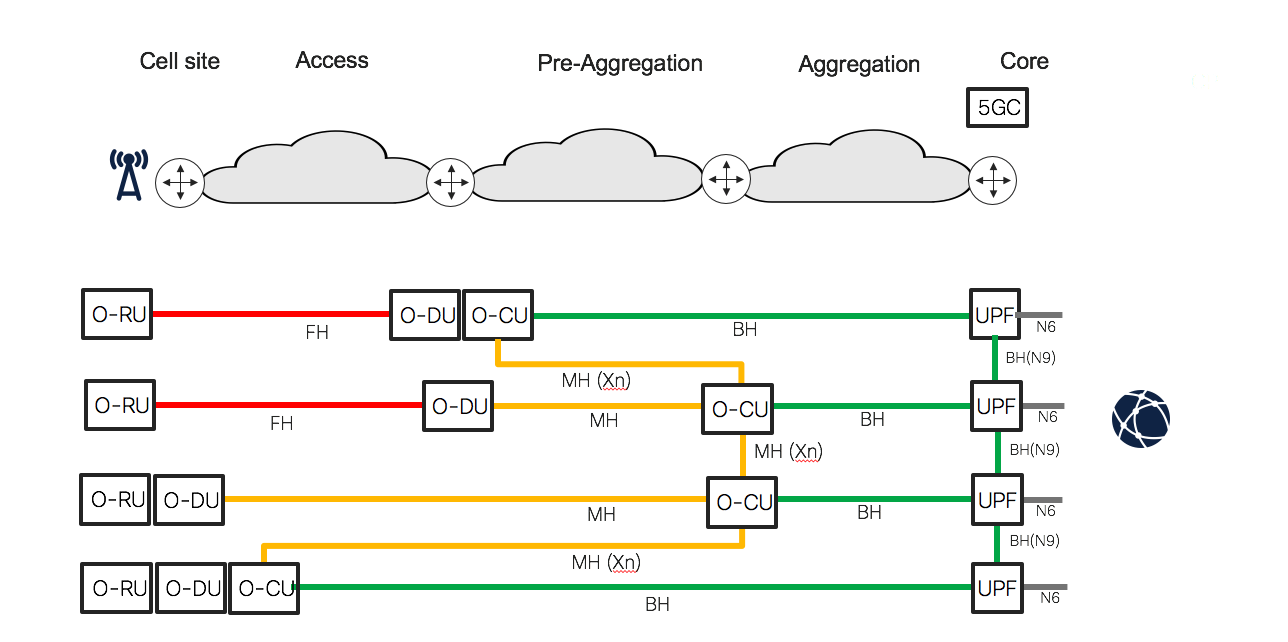 Cell site
Access
Pre-Aggregation
Aggregation
Core
5GC
O-RU
FH
O-DU
O-CU
BH
UPF
N6
MH (Xn)
BH(N9)
O-RU
FH
O-DU
MH
O-CU
BH
UPF
N6
MH (Xn)
BH(N9)
O-RU
O-DU
MH
O-CU
BH
UPF
N6
MH (Xn)
BH(N9)
O-RU
O-DU
O-CU
BH
UPF
N6